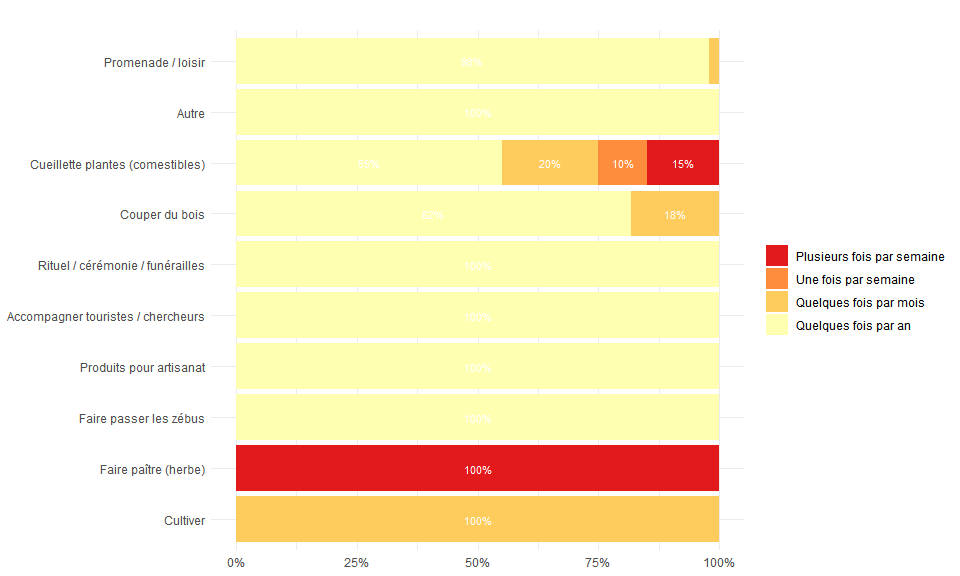 Promenade / loisir
98%
Autre
100%
Cueillette plantes (comestibles)
55% 20% 10% 15%
Couper du bois
82% 18%
Rituel / cérémonie / funérailles
100%
Accompagner touristes / chercheurs
100%
Produits pour artisanat
100%
Faire passer les zébus
100%
Faire paître (herbe)
100%
Cultiver
100%
0% 25% 50% 75% 100%
Plusieurs fois par semaine
Une fois par semaine
Quelques fois par mois
Quelques fois par an